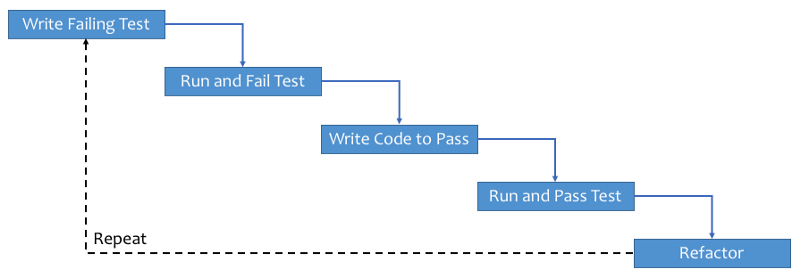 Write Failing Test
Run and Fail Test
Write Code to Pass
Run and Pass Test
Repeat
Refactor